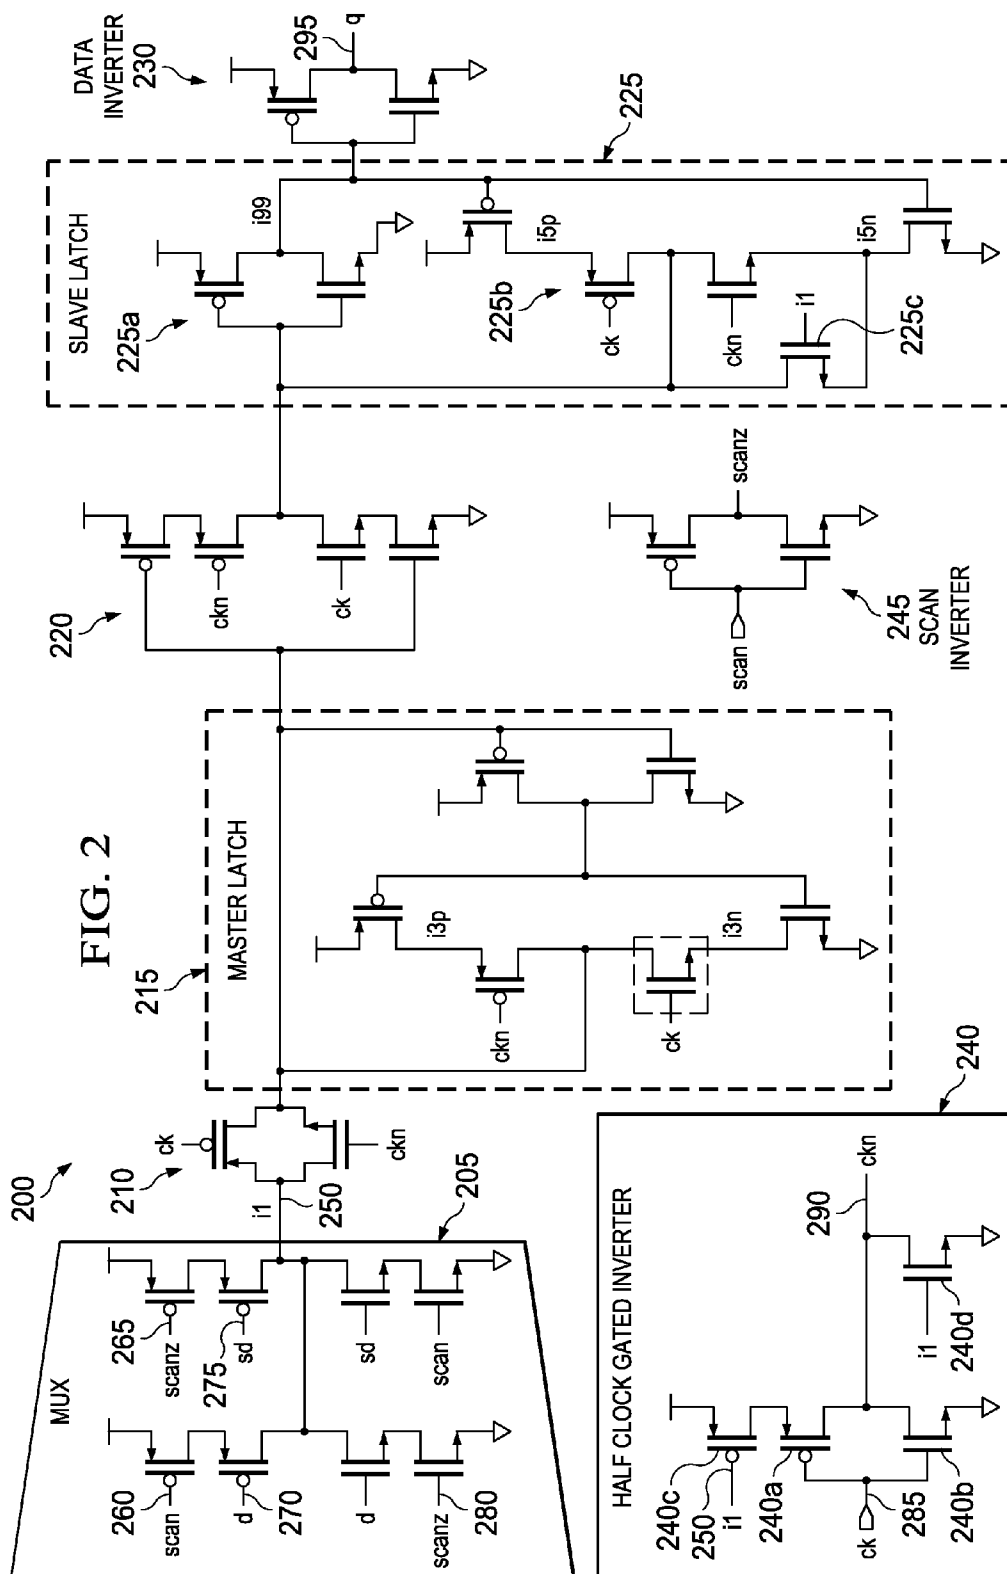 FIG. 2
200
MUX
205
265
scanz
275
sd
sd
scan
260
scan
270
d
d
280
scanz
i1
250
210
ck
ckn
215
MASTER LATCH
i3p
ckn
ck
i3n
220
ckn
ck
SLAVE LATCH
225
225a
i99
225b
i5p
ck
ckn
i5n
i1
225c
DATA
INVERTER
230
295
q
scan
scanz
245
SCAN
INVERTER
HALF CLOCK GATED INVERTER
240
240c
250
i1
240a
ck
285
240b
i1
240d
290
ckn